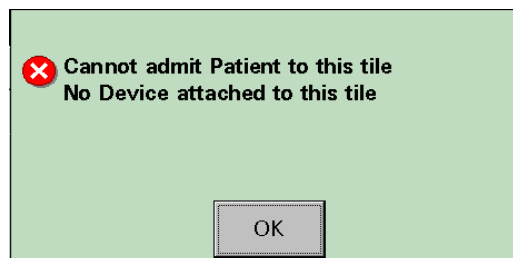 Cannot admit Patient to this tile
No Device attached to this tile
OK